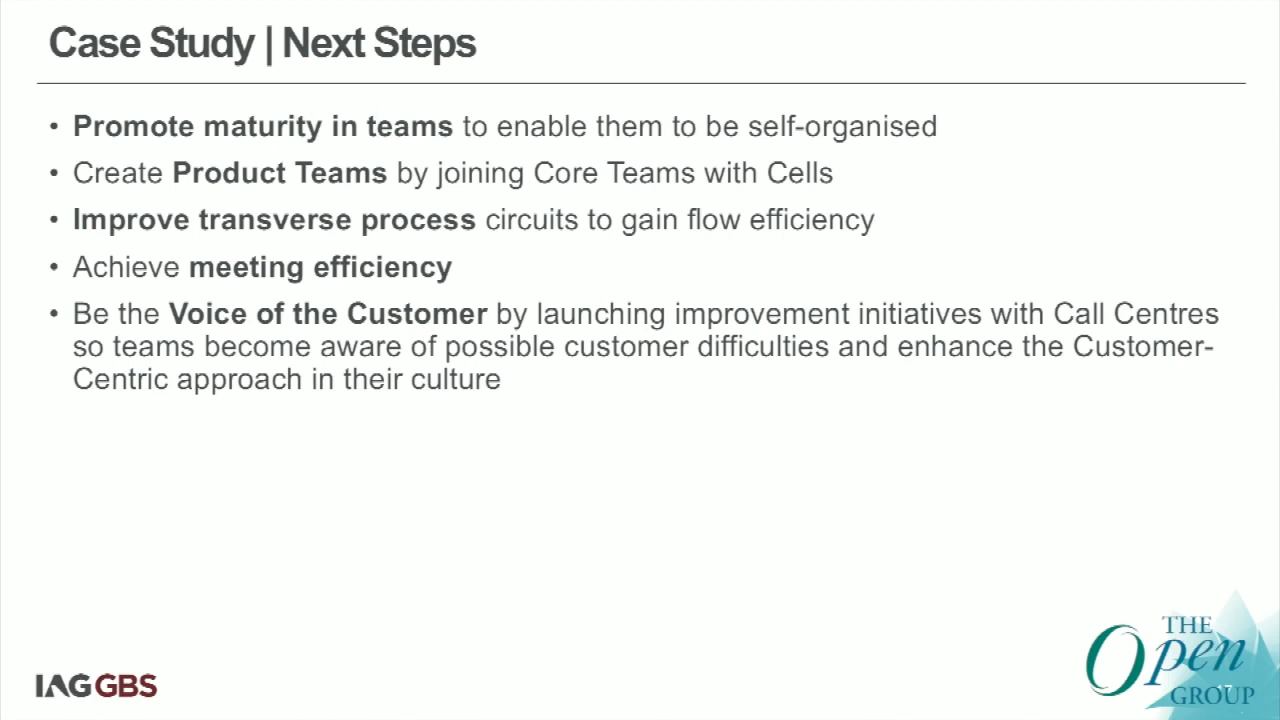 Case Study | Next Steps
• Promote maturity in teams to enable them to be self-organised
• Create Product Teams by joining Core Teams with Cells
• Improve transverse process circuits to gain flow efficiency
• Achieve meeting efficiency
• Be the Voice of the Customer by launching improvement initiatives with Call Centres
so teams become aware of possible customer difficulties and enhance the Customer-
Centric approach in their culture
IAG GBS
THE
Open
GROUP
17